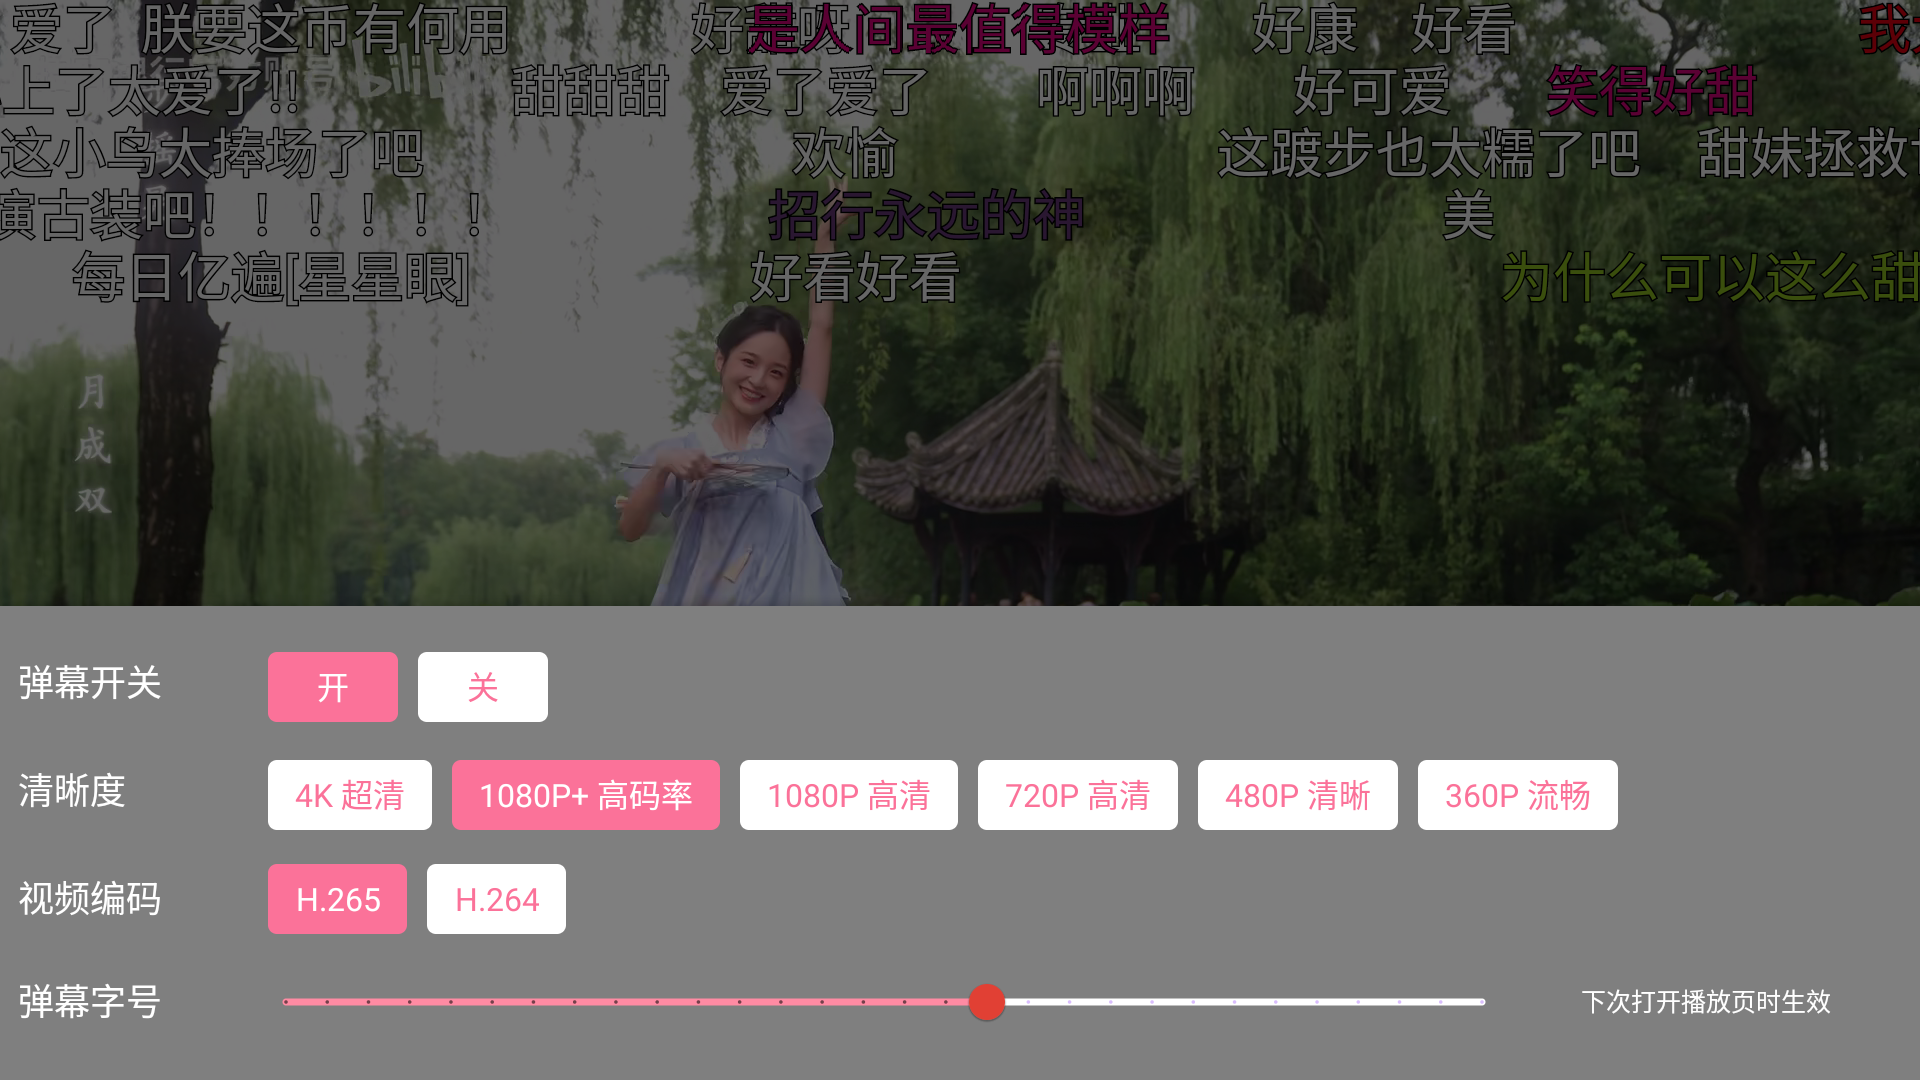 爱了 朕要这币有何用 是人间最值得模样 好康 好看
上了太爱了!! 甜甜甜 爱了爱了 啊啊啊 好可爱 笑得好甜
这小鸟太捧场了吧 欢愉 这踱步也太糯了吧 甜妹拯救
演古装吧！！！！！！ 招行永远的神 美
每日亿遍[星星眼] 好看好看 为什么可以这么甜
月
成
双
弹幕开关 开 关
清晰度 4K 超清 1080P+ 高码率 1080P 高清 720P 高清 480P 清晰 360P 流畅
视频编码 H.265 H.264
弹幕字号 下次打开播放页时生效